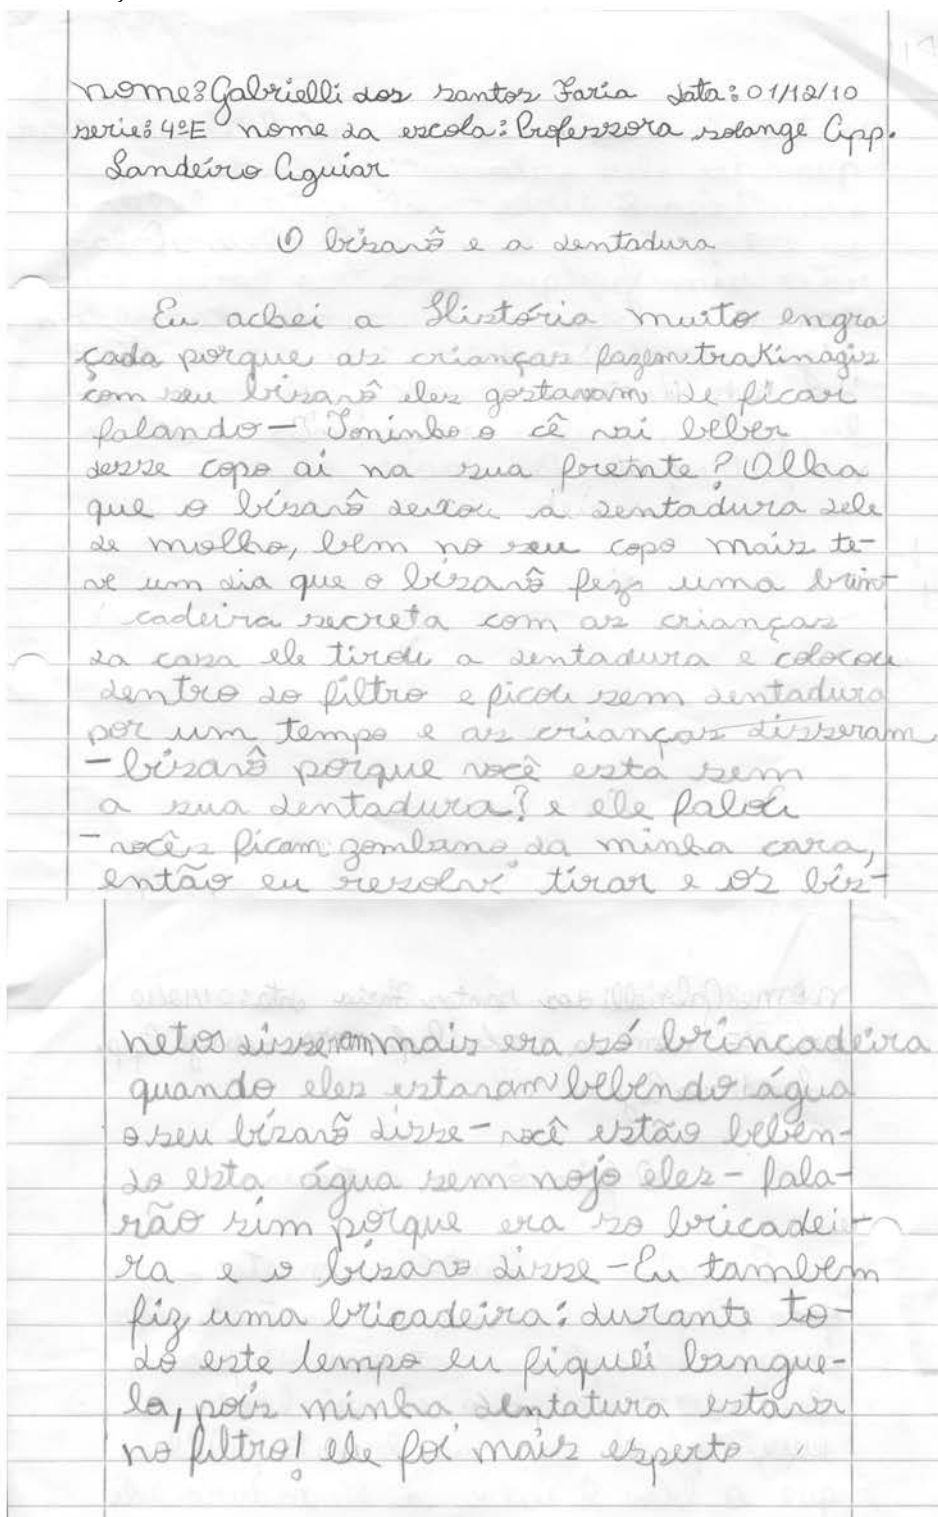 nome: Gabrielli dos santos Faria data: 01/12/10
serie: 4ºE nome da escola: Professora solange App.
Landeiro Aguiar
O bisavô e a dentadura
Eu achei a História muito engra
çada porque as crianças fazem trakinagis
com seu bisavô eles gostavam de ficar
falando - Toninho o cê vai beber
desse copo ai na sua frente? Olha
que o bisavô deixou a dentadura dele
de molho, bem no seu copo mais te-
ve um dia que o bisavô fez uma brin-
cadeira secreta com as crianças
da casa ele tirou a dentadura e colocou
dentro do filtro e ficou sem dentadura
por um tempo e as crianças disseram
- bisavô porque você está sem
a sua dentadura? e ele falou
- vocês ficam zombano da minha cara,
então eu resolvi tirar e os bis-
netos disseram mais era só brincadeira
quando eles estavam bebendo água
o seu bisavô disse - você estão beben-
do esta água sem nojo eles - fala-
rão sim porque era so bricadei-
ra e o bisavo disse - Eu tambem
fiz uma bricadeira: durante to-
do este tempo eu fiquei bangue-
la, pois minha dentatura estava
no filtro! ele foi mais esperto